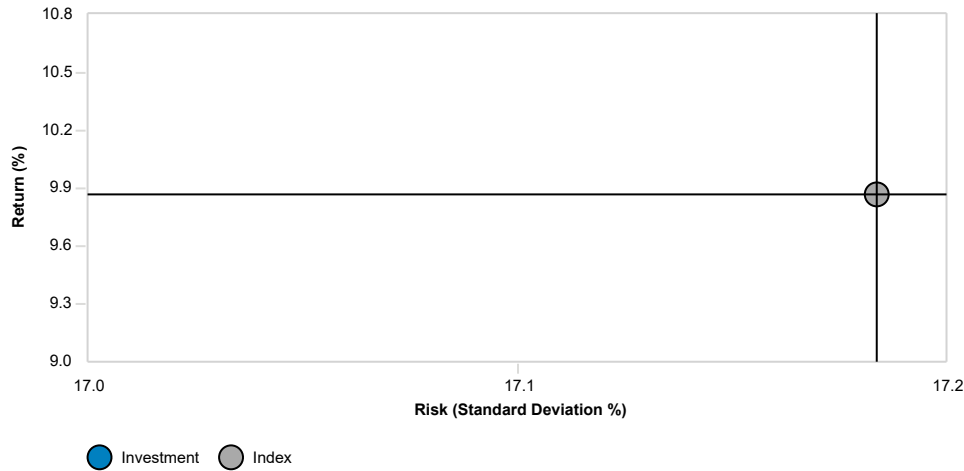 10.8
10.5
10.2
9.9
9.6
9.3
9.0
Return (%)
17.0 17.1 17.2
Risk (Standard Deviation %)
Investment Index